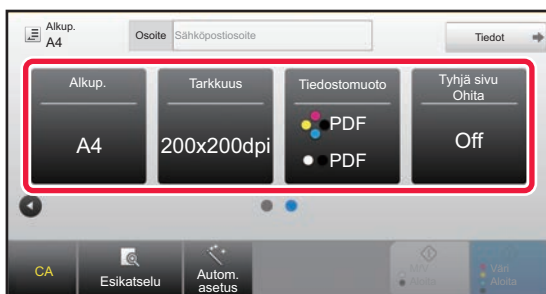 Alkup.
A4
Osoite
Sähköpostiosoite
Tiedot
Alkup.
A4
Tarkkuus
200x200dpi
Tiedostomuoto
PDF
PDF
Tyhjä sivu
Ohita
Off
CA
Esikatselu
Autom.
asetus
M/V
Aloita
Väri
Aloita